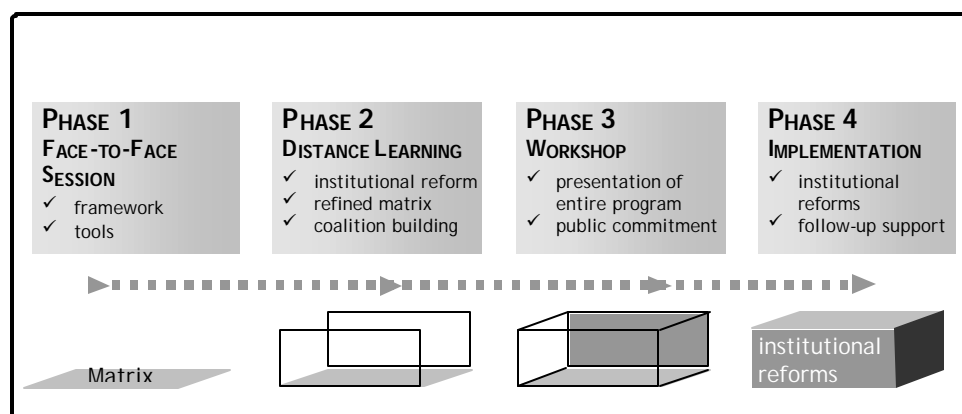 PHASE 1
FACE-TO-FACE
SESSION
✓ framework
✓ tools
PHASE 2
DISTANCE LEARNING
✓ institutional reform
✓ refined matrix
✓ coalition building
PHASE 3
WORKSHOP
✓ presentation of
entire program
✓ public commitment
PHASE 4
IMPLEMENTATION
✓ institutional
reforms
✓ follow-up support
Matrix
institutional
reforms